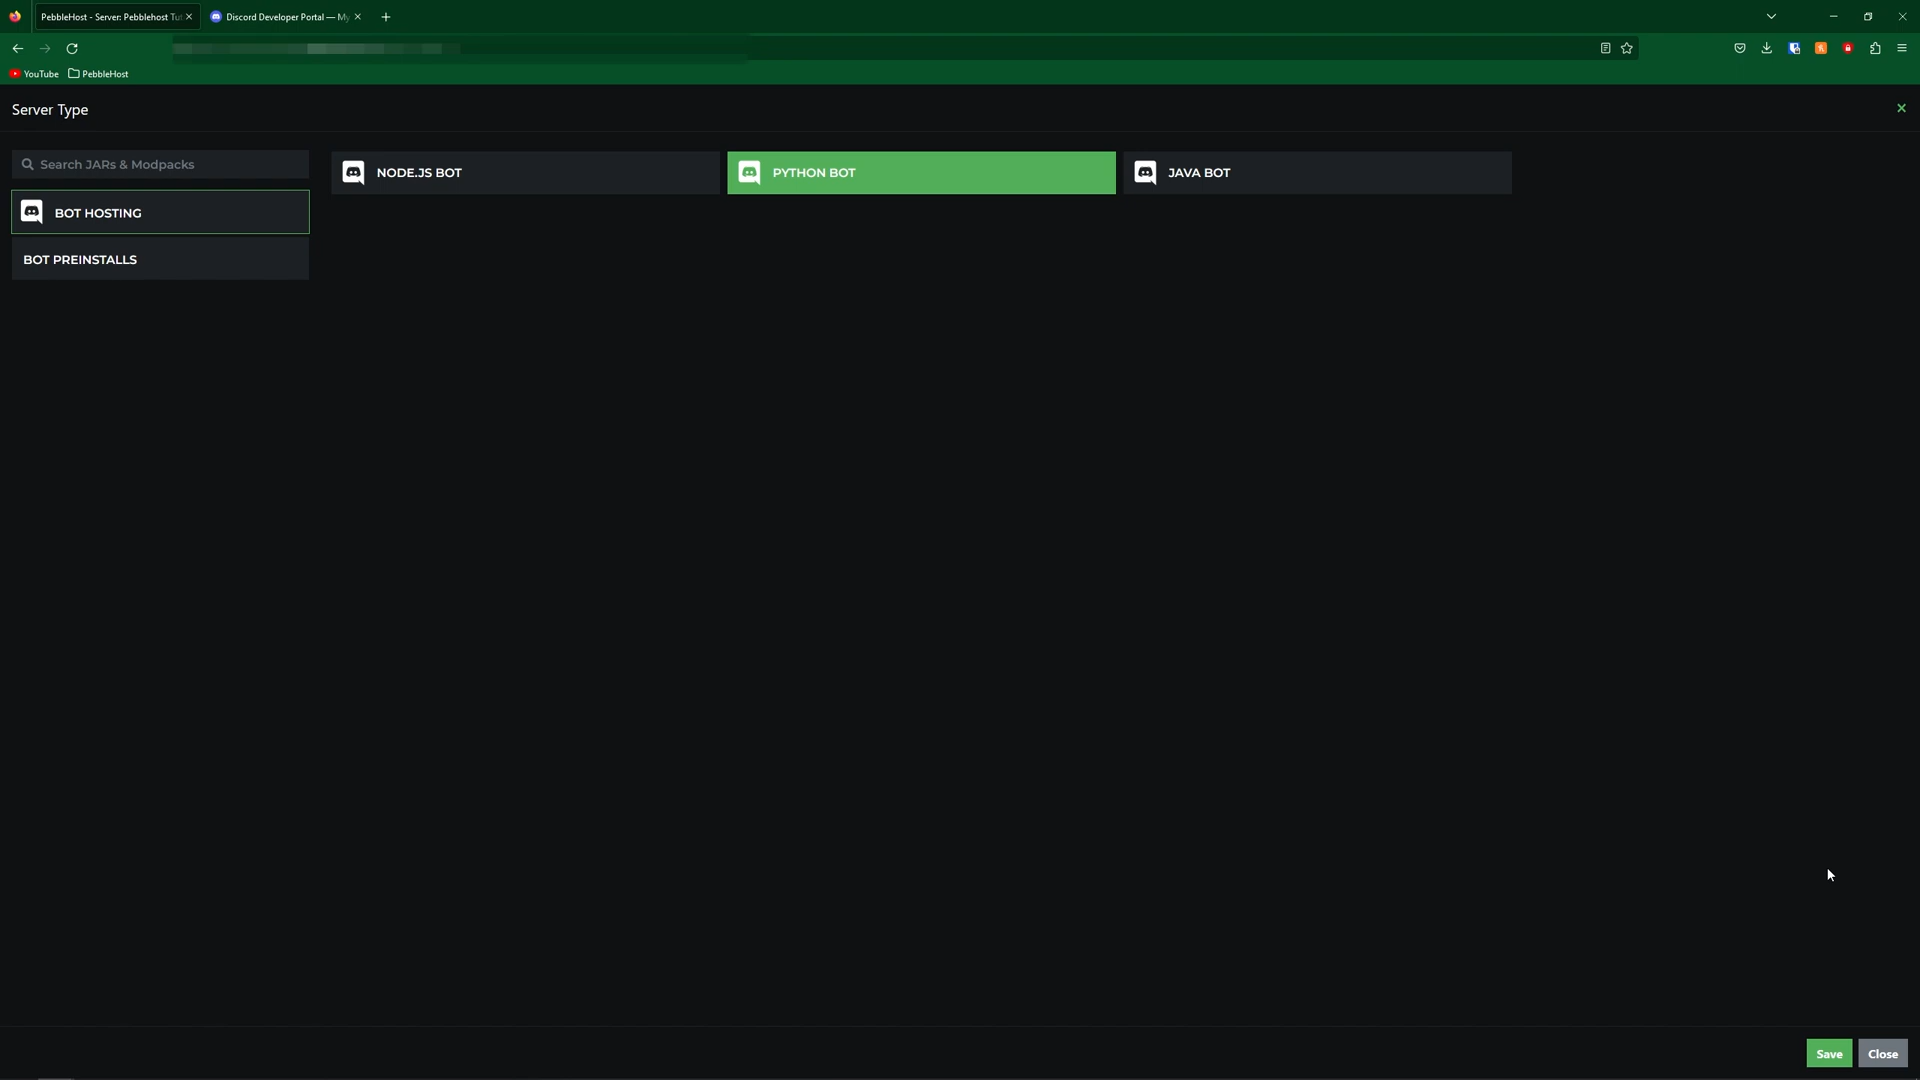 PebbleHost - Server: Pebblehost Tut
Discord Developer Portal — My
YouTube
PebbleHost
Server Type
Search JARs & Modpacks
NODE.JS BOT
PYTHON BOT
JAVA BOT
BOT HOSTING
BOT PREINSTALLS
Save
Close